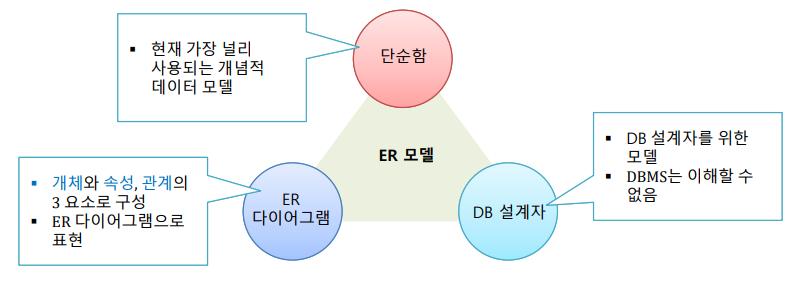 ▪ 현재 가장 널리
사용되는 개념적
데이터 모델
단순함
ER 모델
▪ DB 설계자를 위한
모델
▪ DBMS는 이해할 수
없음
▪ 개체와 속성, 관계의
3 요소로 구성
▪ ER 다이어그램으로
표현
ER
다이어그램
DB 설계자